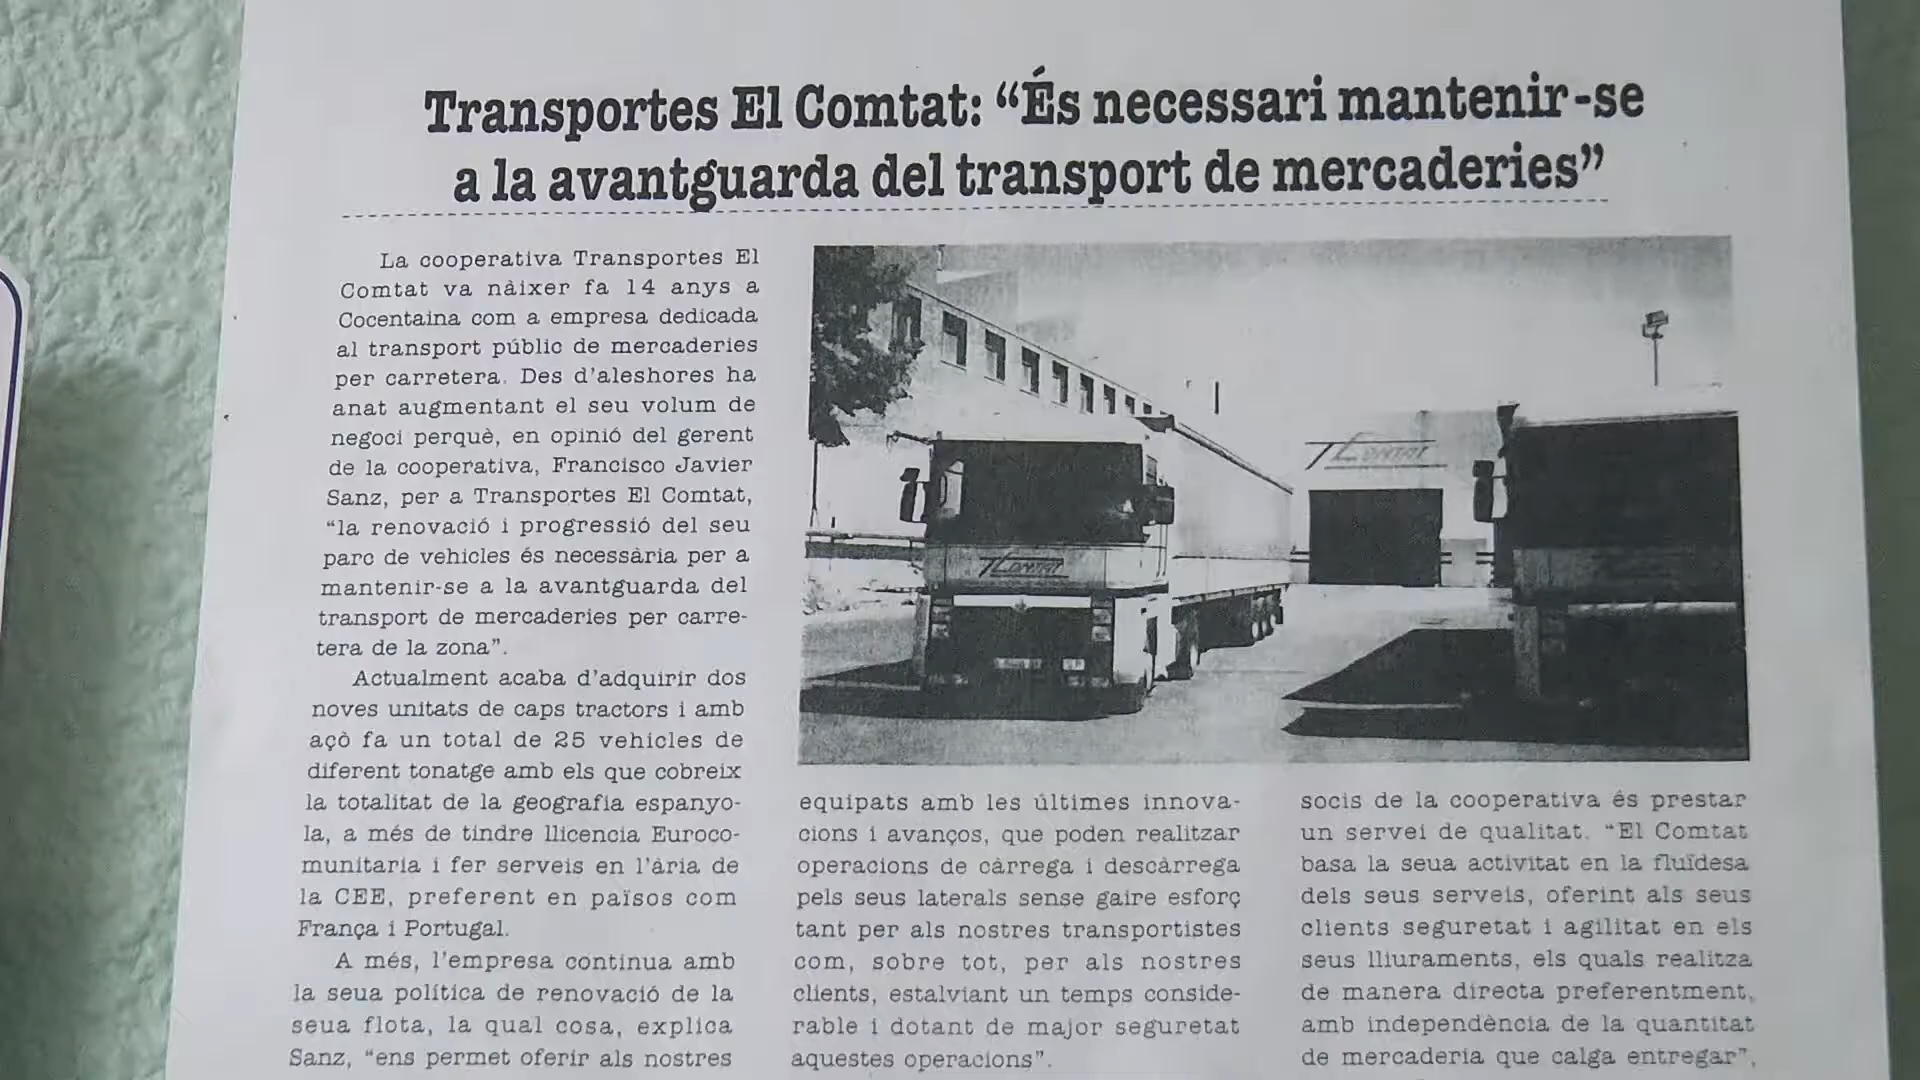 Transportes El Comtat: “És necessari mantenir-se
a la avantguarda del transport de mercaderies”
La cooperativa Transportes El
Comtat va nàixer fa 14 anys a
Cocentaina com a empresa dedicada
al transport públic de mercaderies
per carretera. Des d'aleshores ha
anat augmentant el seu volum de
negoci perquè, en opinió del gerent
de la cooperativa, Francisco Javier
Sanz, per a Transportes El Comtat,
“la renovació i progressió del seu
parc de vehicles és necessària per a
mantenir-se a la avantguarda del
transport de mercaderies per carre-
tera de la zona”.
Actualment acaba d'adquirir dos
noves unitats de caps tractors i amb
açò fa un total de 25 vehicles de
diferent tonatge amb els que cobreix
la totalitat de la geografia espanyo-
la, a més de tindre llicencia Euroco-
munitaria i fer serveis en l'ària de
la CEE, preferent en països com
França i Portugal.
A més, l'empresa continua amb
la seua política de renovació de la
seua flota, la qual cosa, explica
Sanz, “ens permet oferir als nostres
COMTAT
COMTAT
equipats amb les últimes innova-
cions i avanços, que poden realitzar
operacions de càrrega i descàrrega
pels seus laterals sense gaire esforç
tant per als nostres transportistes
com, sobre tot, per als nostres
clients, estalviant un temps conside-
rable i dotant de major seguretat
aquestes operacions”.
socis de la cooperativa és prestar
un servei de qualitat. “El Comtat
basa la seua activitat en la fluïdesa
dels seus serveis, oferint als seus
clients seguretat i agilitat en els
seus lliuraments, els quals realitza
de manera directa preferentment,
amb independència de la quantitat
de mercaderia que calga entregar”,